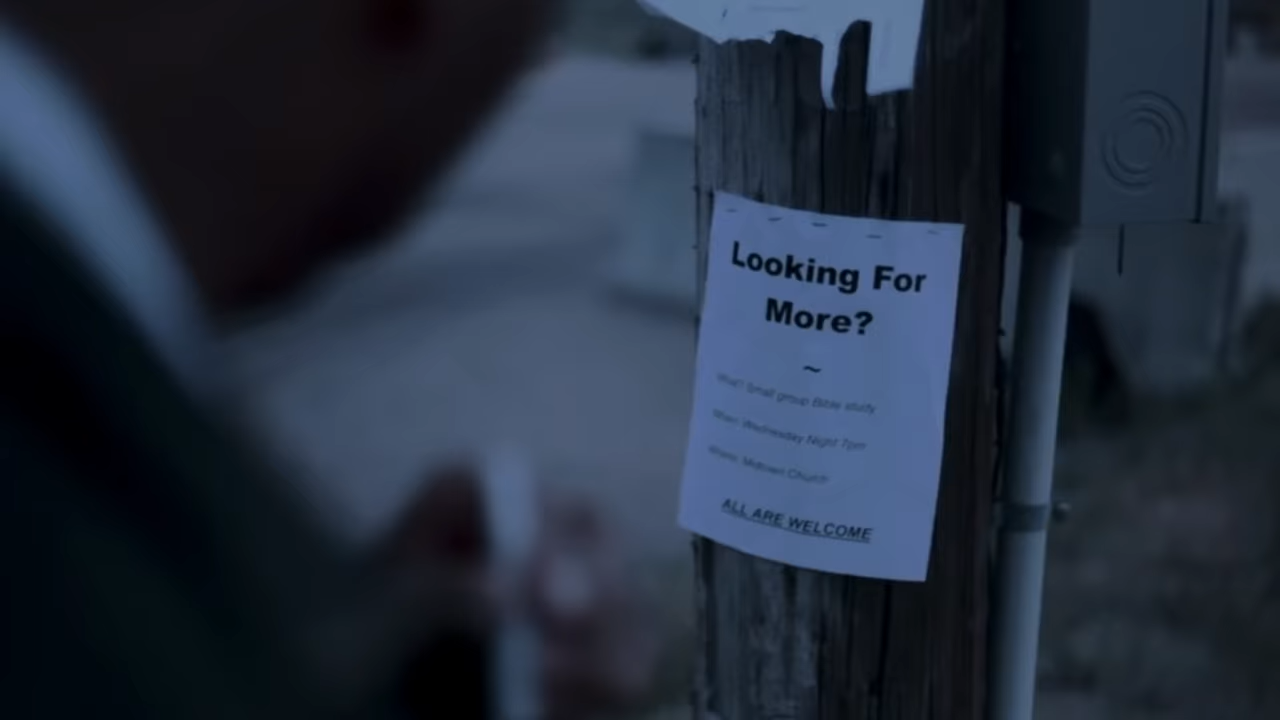 Looking For
More?
~
What? Small group Bible study
When: Wednesday Night 7pm
Where: Midtown Church
ALL ARE WELCOME